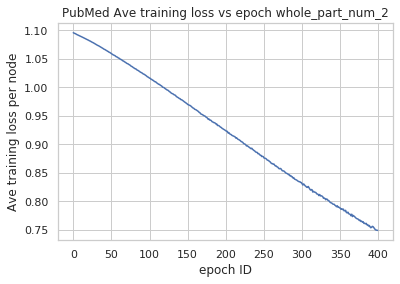 PubMed Ave training loss vs epoch whole_part_num_2
Ave training loss per node
1.10
1.05
1.00
0.95
0.90
0.85
0.80
0.75
0 50 100 150 200 250 300 350 400
epoch ID